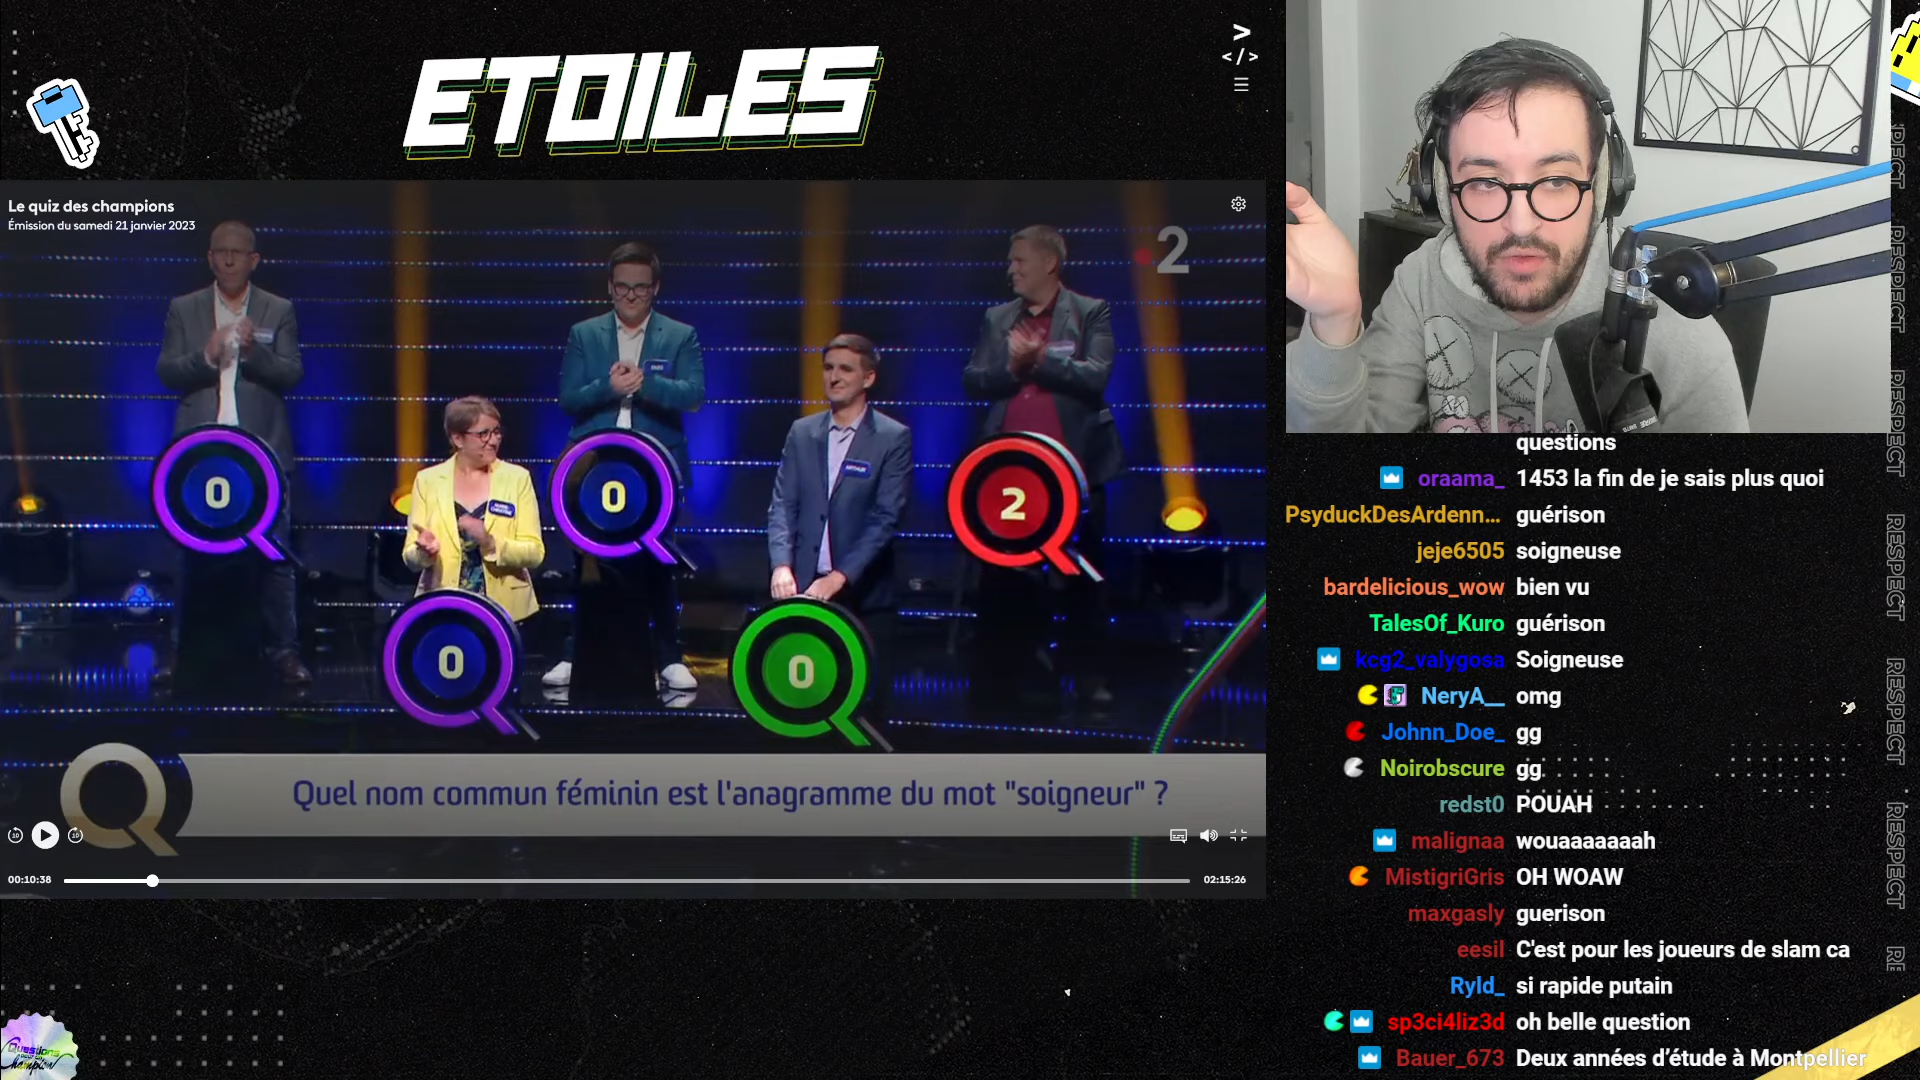 ETOILES
>
</>
Le quiz des champions
Émission du samedi 21 janvier 2023
2
0
0
2
0
0
ARTHUR
Quel nom commun féminin est l'anagramme du mot "soigneur" ?
10
10
00:10:38
02:15:26
questions
oraama_ 1453 la fin de je sais plus quoi
PsyduckDesArdenn... guérison
jeje6505 soigneuse
bardelicious_wow bien vu
TalesOf_Kuro guérison
kcg2_valygosa Soigneuse
NeryA__ omg
Johnn_Doe_ gg
Noirobscure gg
redst0 POUAH
malignaa wouaaaaaaah
MistigriGris OH WOAW
maxgasly guerison
eesil C'est pour les joueurs de slam ca
Ryld_ si rapide putain
sp3ci4liz3d oh belle question
Bauer_673 Deux années d'étude à Montpellier
RESPECT
RESPECT
RESPECT
RESPECT
RESPECT
RESPECT
Questions
Champion